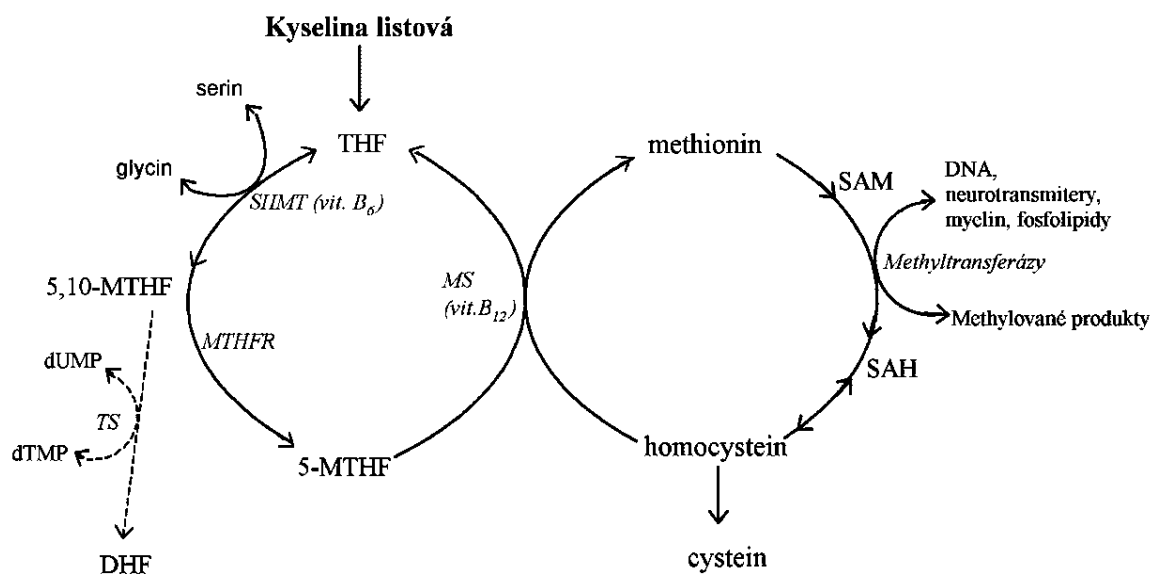 Kyselina listová
serin
THF
methionin
glycin
SHMT (vit. B6)
SAM
DNA,
neurotransmitery,
myelin, fosfolipidy
Methyltransferázy
5,10-MTHF
MS
(vit.B12)
MTHFR
Methylované produkty
dUMP
SAH
TS
dTMP
5-MTHF
homocystein
DHF
cystein